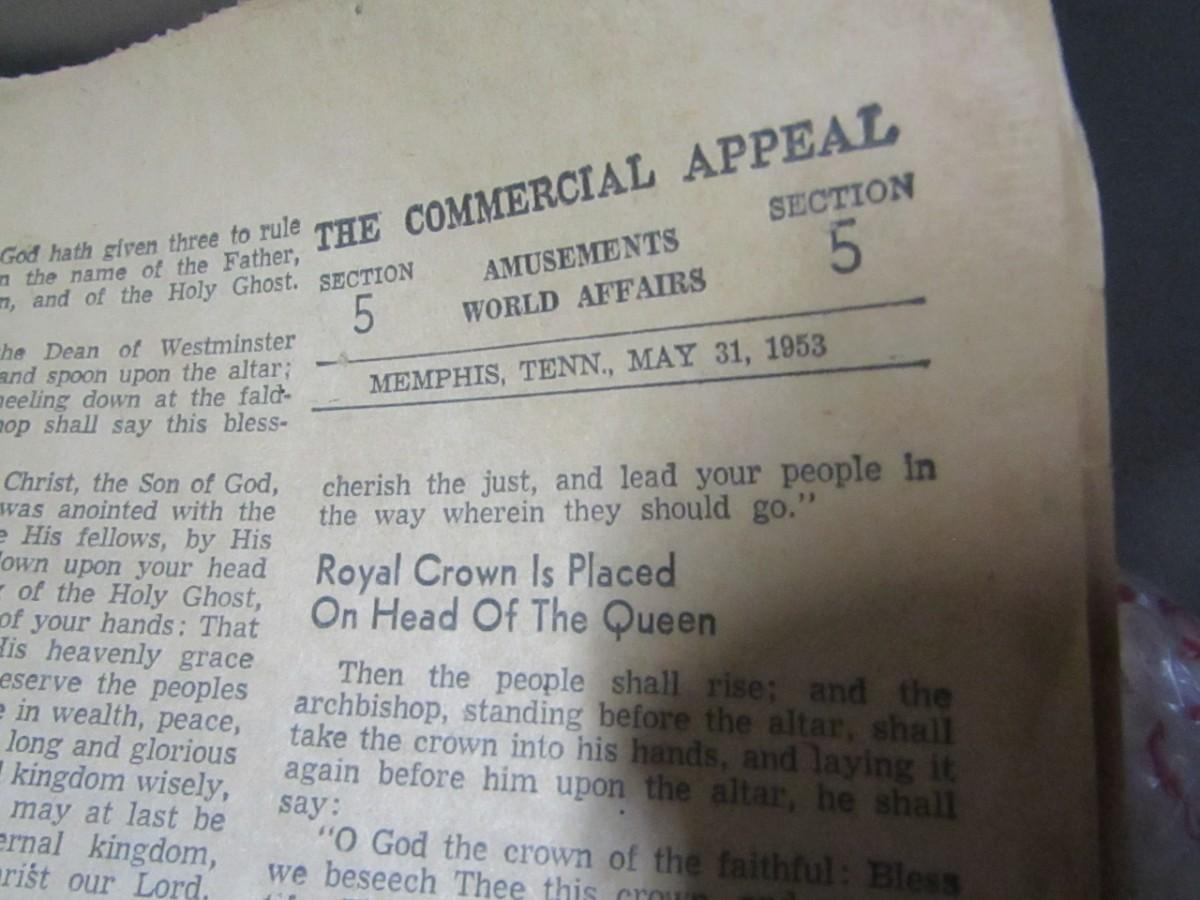 God hath given three to rule
the name of the Father,
and of the Holy Ghost.
the Dean of Westminster
and spoon upon the altar;
down at the fald-
shall say this bless-
Christ, the Son of God,
was anointed with the
His fellows, by His
upon your head
of the Holy Ghost,
of your hands: That
His heavenly grace
the peoples
in wealth, peace,
long and glorious
kingdom wisely,
may at last be
kingdom,
our Lord.
THE COMMERCIAL APPEAL
SECTION 5
AMUSEMENTS
WORLD AFFAIRS
SECTION 5
MEMPHIS, TENN., MAY 31, 1953
cherish the just, and lead your people in
the way wherein they should go."
Royal Crown Is Placed
On Head Of The Queen
Then the people shall rise; and the
archbishop, standing before the altar, shall
take the crown into his hands, and laying it
again before him upon the altar, he shall
say:
"O God the crown of the faithful: Bless
we beseech Thee this crown